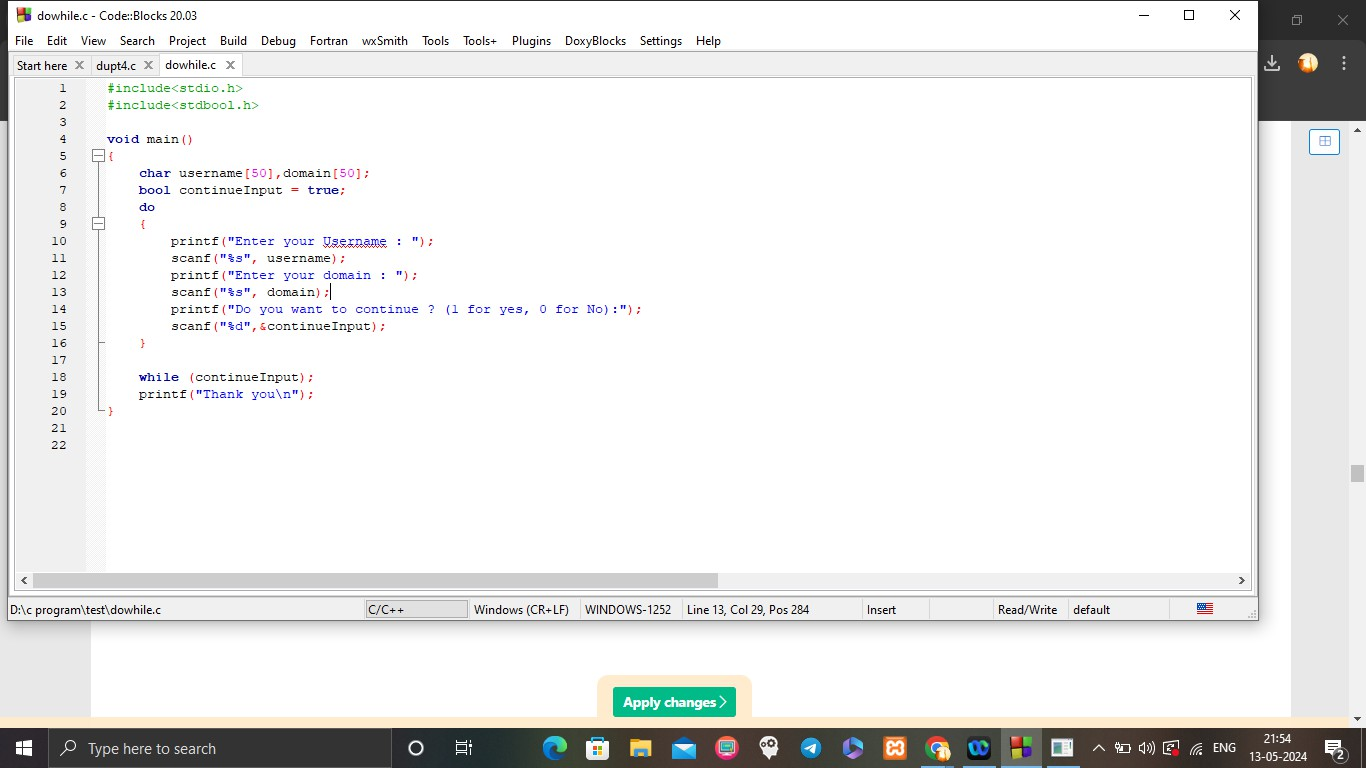 dowhile.c - Code::Blocks 20.03
File Edit View Search Project Build Debug Fortran wxSmith Tools Tools+ Plugins DoxyBlocks Settings Help
Start here dupt4.c dowhile.c
1 #include<stdio.h>
2 #include<stdbool.h>
3
4 void main()
5 {
6 char username[50],domain[50];
7 bool continueInput = true;
8 do
9 {
10 printf("Enter your Username : ");
11 scanf("%s", username);
12 printf("Enter your domain : ");
13 scanf("%s", domain);
14 printf("Do you want to continue ? (1 for yes, 0 for No):");
15 scanf("%d",&continueInput);
16 }
17
18 while (continueInput);
19 printf("Thank you\n");
20 }
21
22
D:\c program\test\dowhile.c C/C++ Windows (CR+LF) WINDOWS-1252 Line 13, Col 29, Pos 284 Insert Read/Write default
Apply changes
Type here to search
ENG
21:54
13-05-2024
2